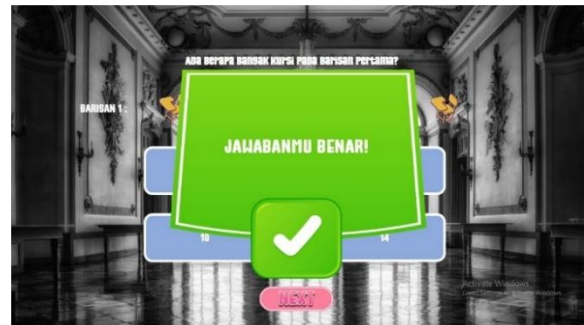 Ada Berapa Banyak Kursi Pada Barisan Pertama?
BARISAN 1 :
JAWABANMU BENAR!
10 14
NEXT
Activate Windows